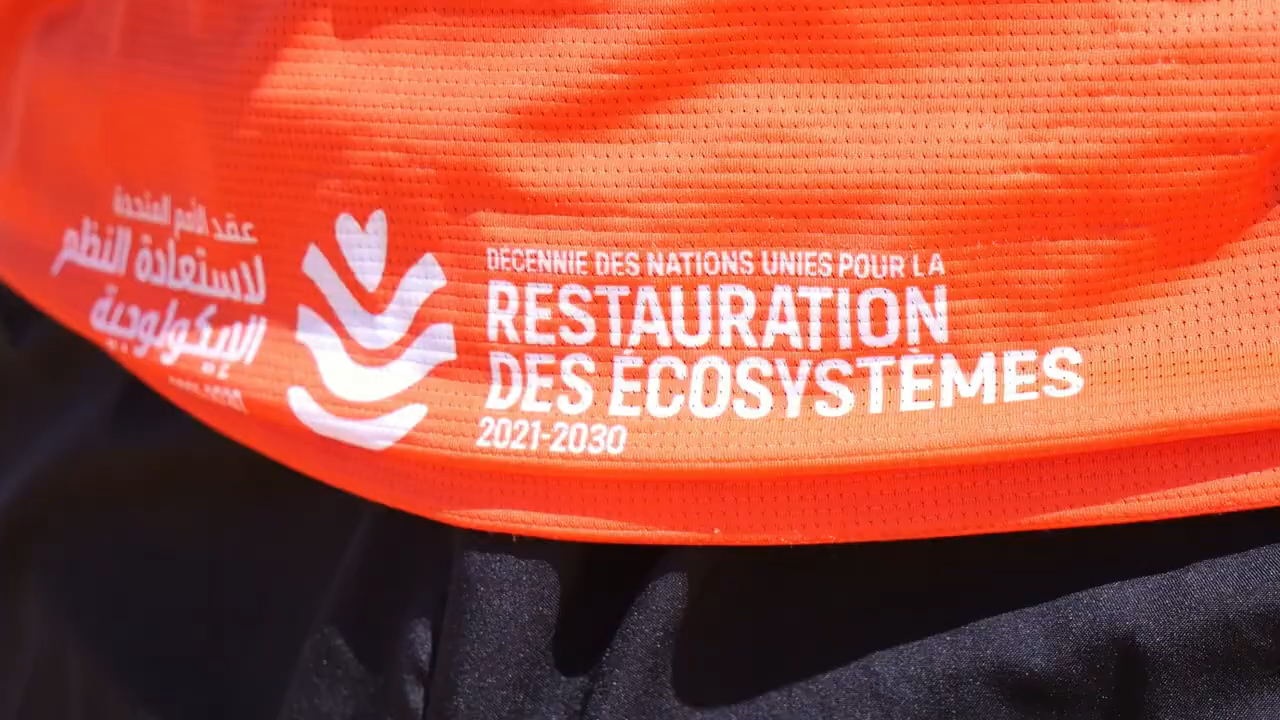 عقد الأمم المتحدة
لاستعادة النظم
الإيكولوجية
DÉCENNIE DES NATIONS UNIES POUR LA
RESTAURATION
DES ÉCOSYSTÈMES
2021-2030